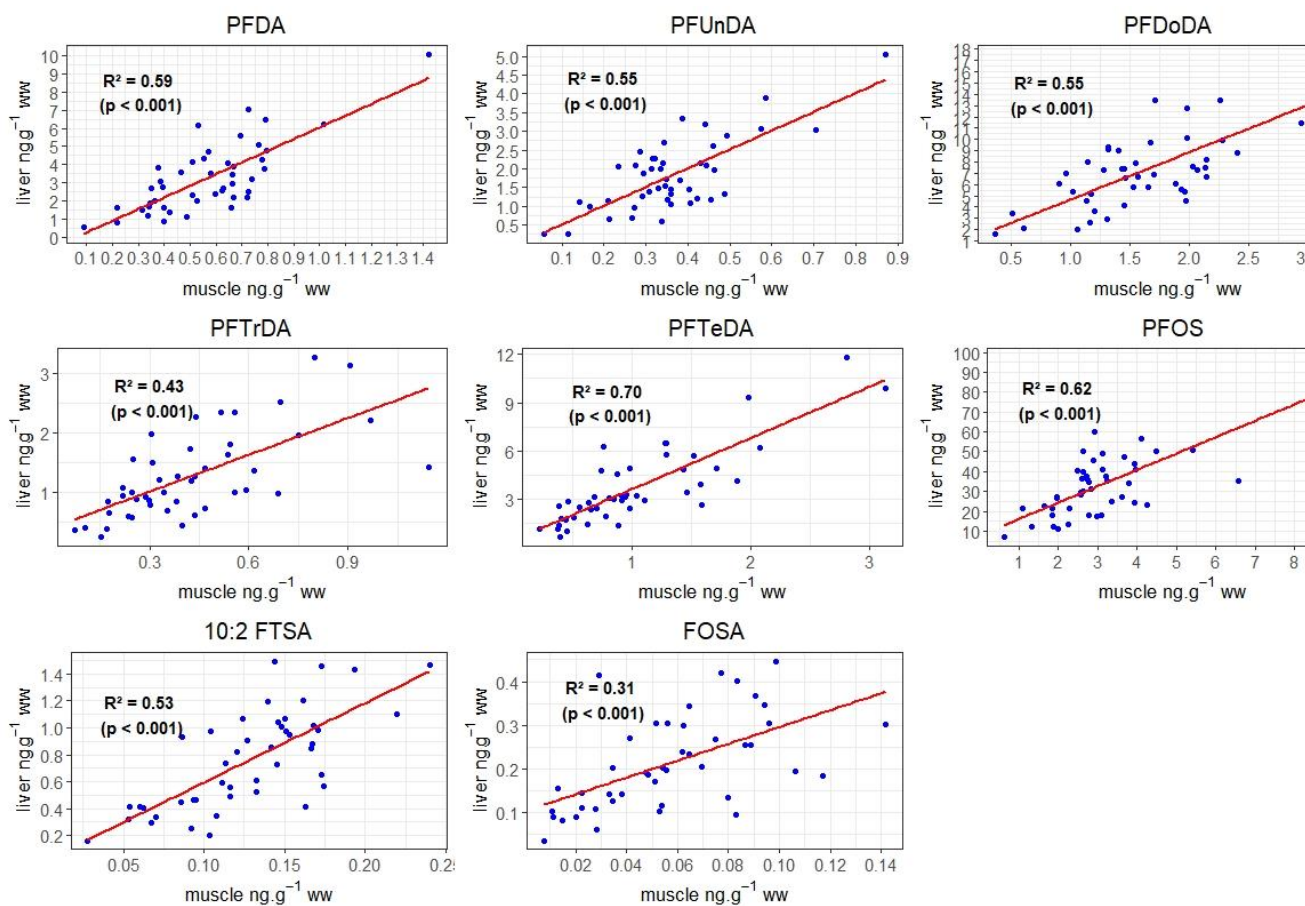 PFDA
liver ng.g⁻¹ ww
10
9
8
7
6
5
4
3
2
1
0
R² = 0.59
(p < 0.001)
0.1 0.2 0.3 0.4 0.5 0.6 0.7 0.8 0.9 1.0 1.1 1.2 1.3 1.4
muscle ng.g⁻¹ ww
PFUnDA
liver ng.g⁻¹ ww
5.0
4.5
4.0
3.5
3.0
2.5
2.0
1.5
1.0
0.5
R² = 0.55
(p < 0.001)
0.1 0.2 0.3 0.4 0.5 0.6 0.7 0.8 0.9
muscle ng.g⁻¹ ww
PFDoDA
liver ng.g⁻¹ ww
18
17
16
15
14
13
12
11
10
9
8
7
6
5
4
3
2
1
R² = 0.55
(p < 0.001)
0.5 1.0 1.5 2.0 2.5
muscle ng.g⁻¹ ww
PFTrDA
liver ng.g⁻¹ ww
3
2
1
R² = 0.43
(p < 0.001)
0.3 0.9
muscle ng.g⁻¹ ww
PFTeDA
liver ng.g⁻¹ ww
12
9
6
3
R² = 0.70
(p < 0.001)
1 2 3
muscle ng.g⁻¹ ww
PFOS
liver ng.g⁻¹ ww
100
90
80
70
60
50
40
30
20
10
R² = 0.62
(p < 0.001)
1 2 3 4 5 6 7 8
muscle ng.g⁻¹ ww
10:2 FTSA
liver ng.g⁻¹ ww
1.4
1.2
1.0
0.8
0.6
0.4
0.2
R² = 0.53
(p < 0.001)
0.05 0.10 0.15 0.20 0.25
muscle ng.g⁻¹ ww
FOSA
liver ng.g⁻¹ ww
0.4
0.3
0.2
0.1
R² = 0.31
(p < 0.001)
0.02 0.04 0.06 0.08 0.10 0.12 0.14
muscle ng.g⁻¹ ww